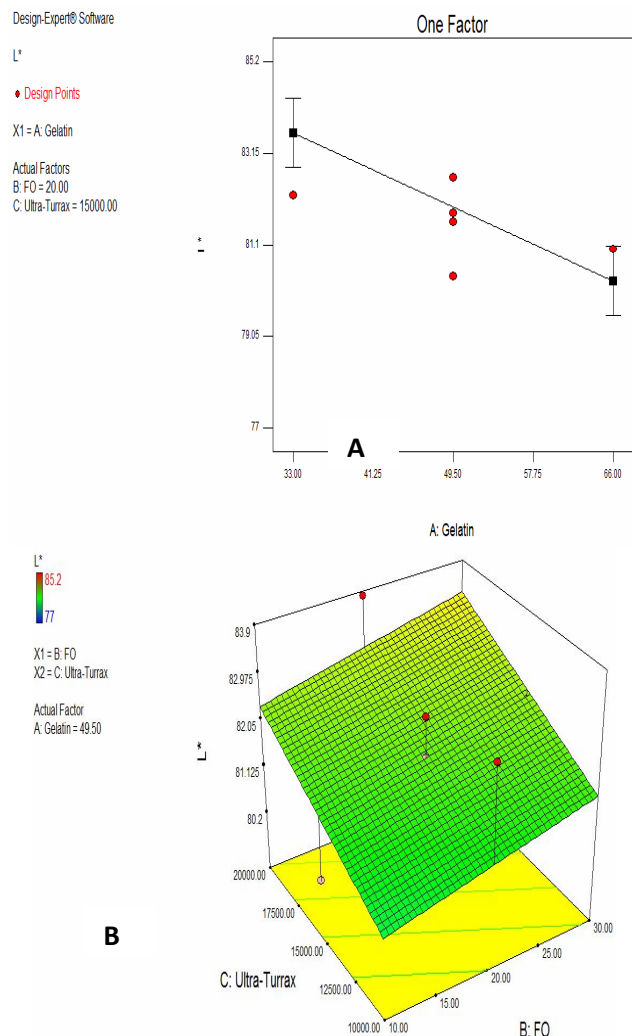 Design-Expert® Software
L*
Design Points
X1 = A: Gelatin
Actual Factors
B: FO = 20.00
C: Ultra-Turrax = 15000.00
One Factor
85.2
83.15
81.1
79.05
77
L*
33.00 41.25 49.50 57.75 66.00
A
A: Gelatin
L*
85.2
77
X1 = B: FO
X2 = C: Ultra-Turrax
Actual Factor
A: Gelatin = 49.50
83.9
82.975
82.05
81.125
80.2
L*
20000.00
17500.00
15000.00
12500.00
10000.00
10.00
15.00
20.00
25.00
30.00
C: Ultra-Turrax
B: FO
B